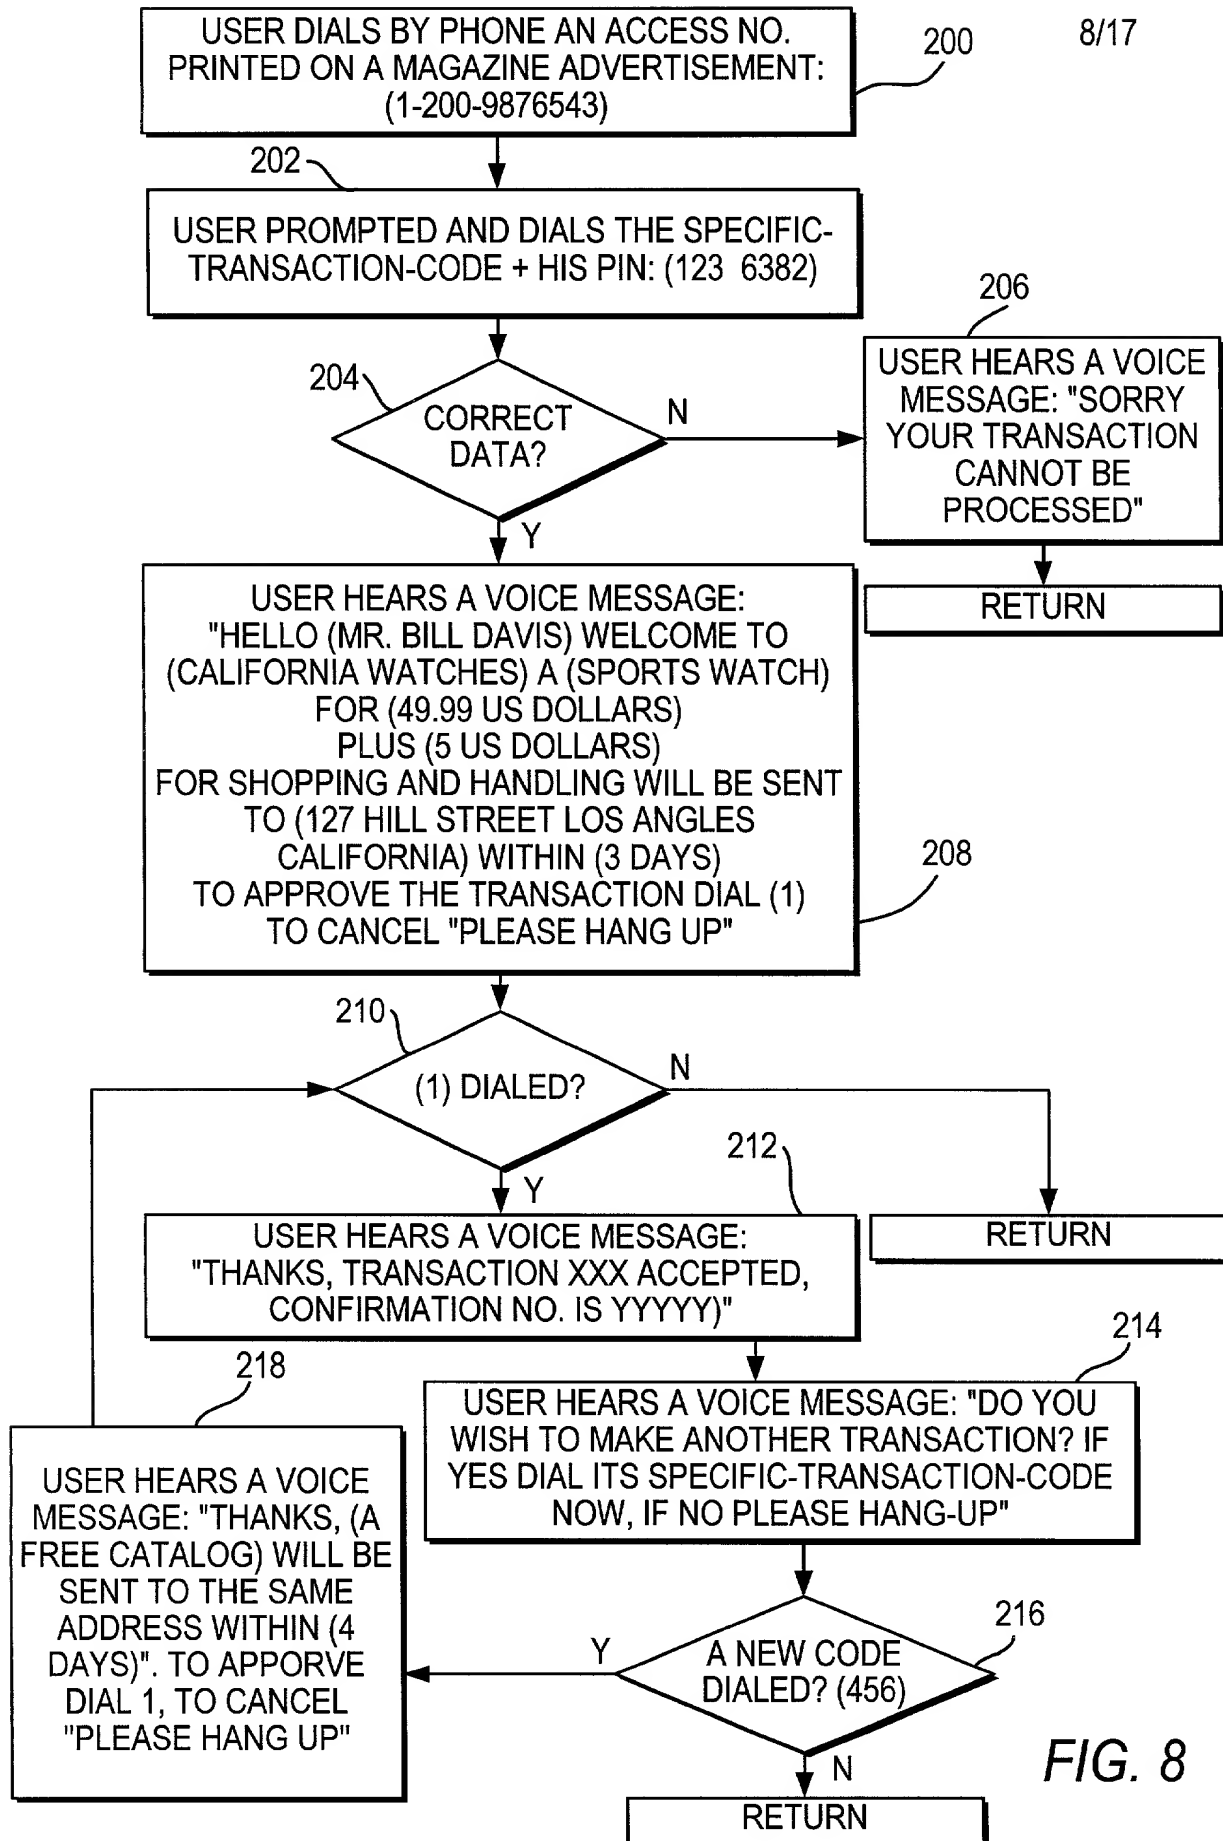 8/17
USER DIALS BY PHONE AN ACCESS NO.
PRINTED ON A MAGAZINE ADVERTISEMENT:
(1-200-9876543)
200
202
USER PROMPTED AND DIALS THE SPECIFIC-
TRANSACTION-CODE + HIS PIN: (123 6382)
204
CORRECT
DATA?
N
Y
206
USER HEARS A VOICE
MESSAGE: "SORRY
YOUR TRANSACTION
CANNOT BE
PROCESSED"
RETURN
USER HEARS A VOICE MESSAGE:
"HELLO (MR. BILL DAVIS) WELCOME TO
(CALIFORNIA WATCHES) A (SPORTS WATCH)
FOR (49.99 US DOLLARS)
PLUS (5 US DOLLARS)
FOR SHOPPING AND HANDLING WILL BE SENT
TO (127 HILL STREET LOS ANGLES
CALIFORNIA) WITHIN (3 DAYS)
TO APPROVE THE TRANSACTION DIAL (1)
TO CANCEL "PLEASE HANG UP"
208
210
(1) DIALED?
N
Y
RETURN
212
USER HEARS A VOICE MESSAGE:
"THANKS, TRANSACTION XXX ACCEPTED,
CONFIRMATION NO. IS YYYYY)"
214
USER HEARS A VOICE MESSAGE: "DO YOU
WISH TO MAKE ANOTHER TRANSACTION? IF
YES DIAL ITS SPECIFIC-TRANSACTION-CODE
NOW, IF NO PLEASE HANG-UP"
216
A NEW CODE
DIALED? (456)
Y
N
218
USER HEARS A VOICE
MESSAGE: "THANKS, (A
FREE CATALOG) WILL BE
SENT TO THE SAME
ADDRESS WITHIN (4
DAYS)". TO APPORVE
DIAL 1, TO CANCEL
"PLEASE HANG UP"
RETURN
FIG. 8